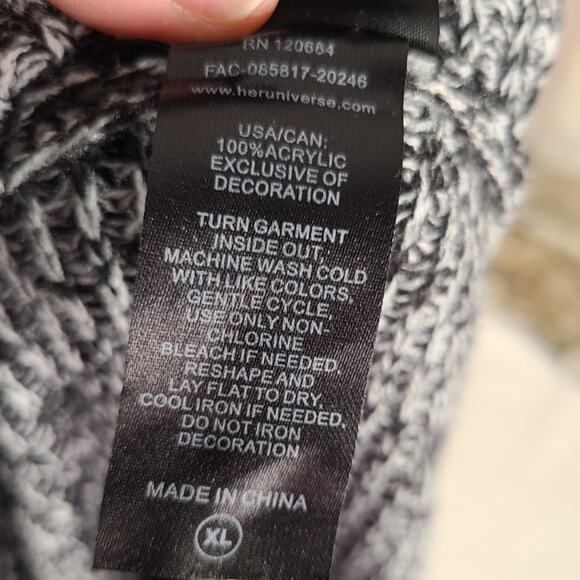 RN 120684
FAC-085817-20246
www.heruniverse.com
USA/CAN:
100%ACRYLIC
EXCLUSIVE OF
DECORATION
TURN GARMENT
INSIDE OUT,
MACHINE WASH COLD
WITH LIKE COLORS,
GENTLE CYCLE,
USE ONLY NON-
CHLORINE
BLEACH IF NEEDED.
RESHAPE AND
LAY FLAT TO DRY,
COOL IRON IF NEEDED.
DO NOT IRON
DECORATION
MADE IN CHINA
XL